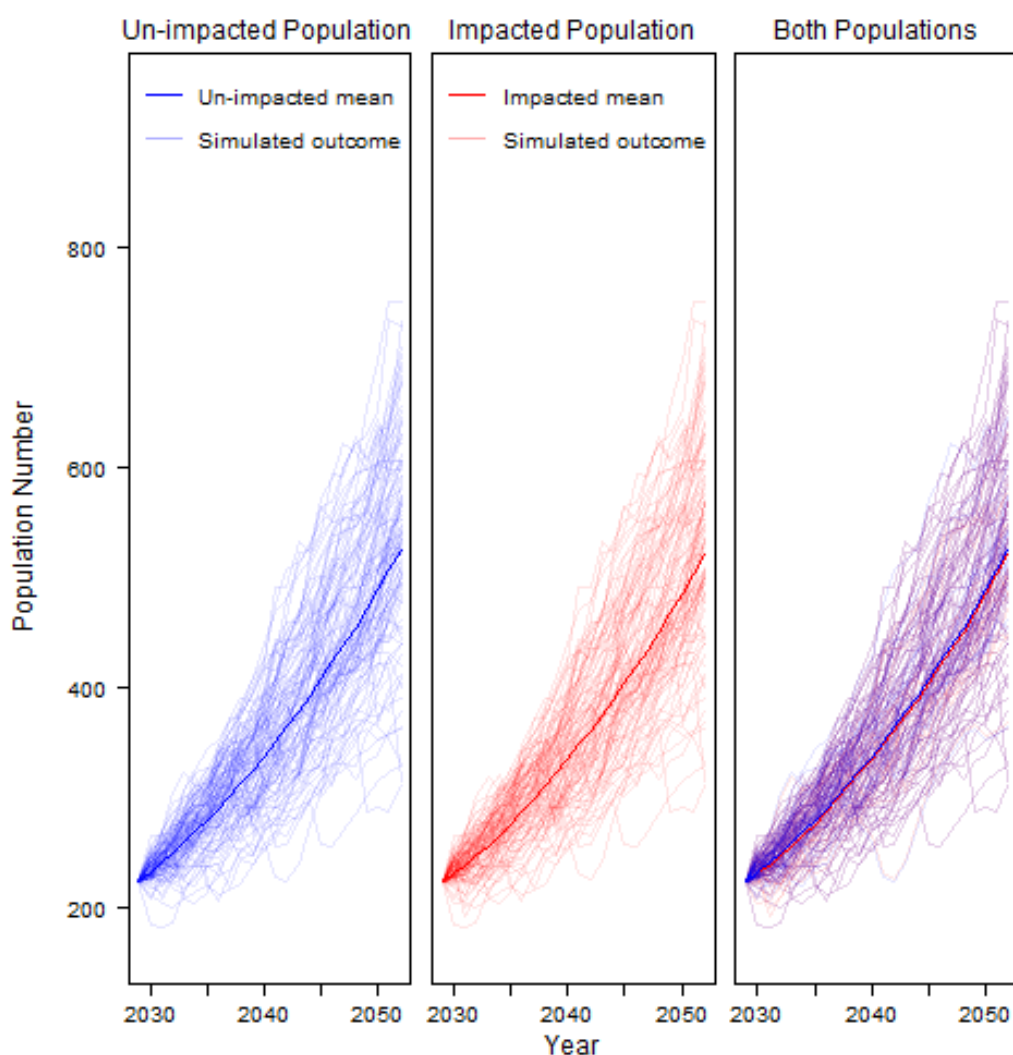 Un-impacted Population
Impacted Population
Both Populations
Un-impacted mean
Simulated outcome
Impacted mean
Simulated outcome
Population Number
800
600
400
200
2030
2040
2050
2030
2040
2050
2030
2040
2050
Year